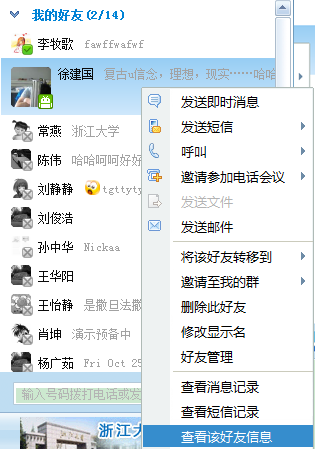 我的好友(2/14)
李牧歌 fawffwafwf
徐建国 复古u信念，理想，现实……哈哈
常燕 浙江大学
陈伟 哈哈呵呵好好
刘静静 tgttyty
刘俊浩
孙中华 Nickaa
王华阳
王怡静 是撒旦法撒
肖坤 演示预备中
杨广茹 Fri Oct 25
输入号码拨打电话或发
浙江大
发送即时消息
发送短信
呼叫
邀请参加电话会议
发送文件
发送邮件
将该好友转移到
邀请至我的群
删除此好友
修改显示名
好友管理
查看消息记录
查看短信记录
查看该好友信息